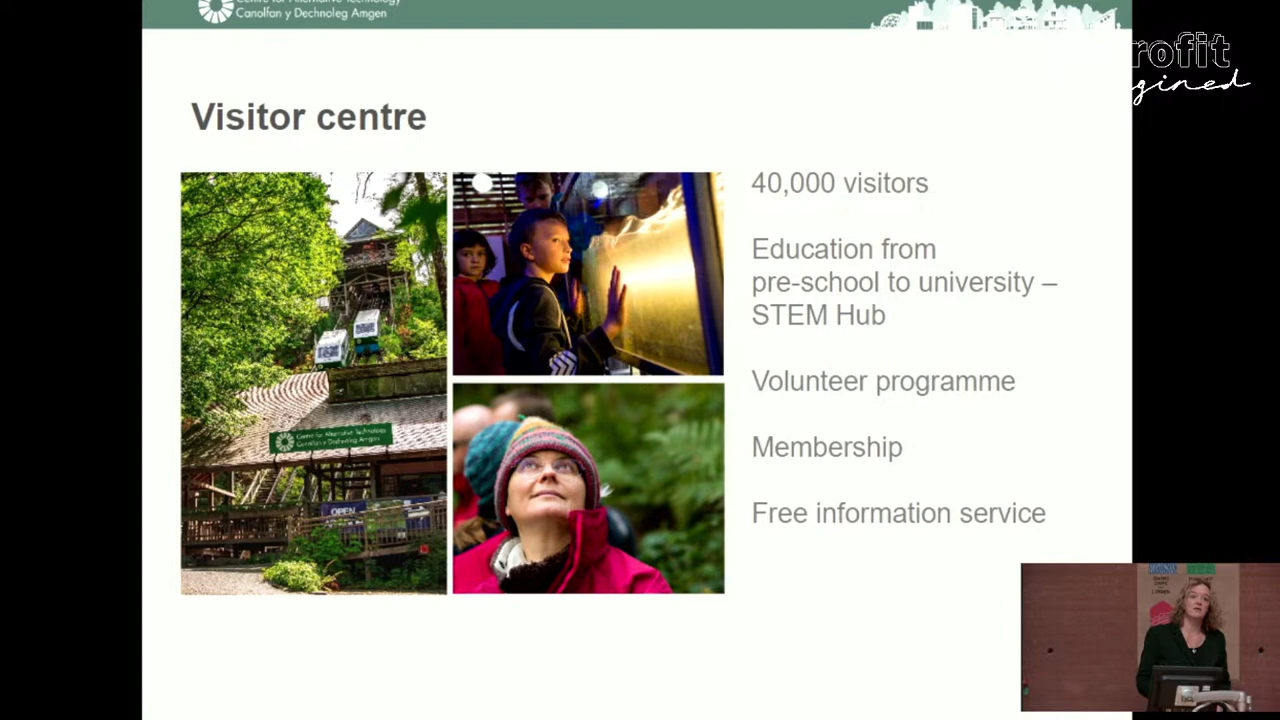 Centre for Alternative Technology
Canolfan y Dechnoleg Amgen
rofit
gined
Visitor centre
40,000 visitors
Education from
pre-school to university –
STEM Hub
Volunteer programme
Membership
Free information service
Centre for Alternative Technology
Canolfan y Dechnoleg Amgen
OPEN